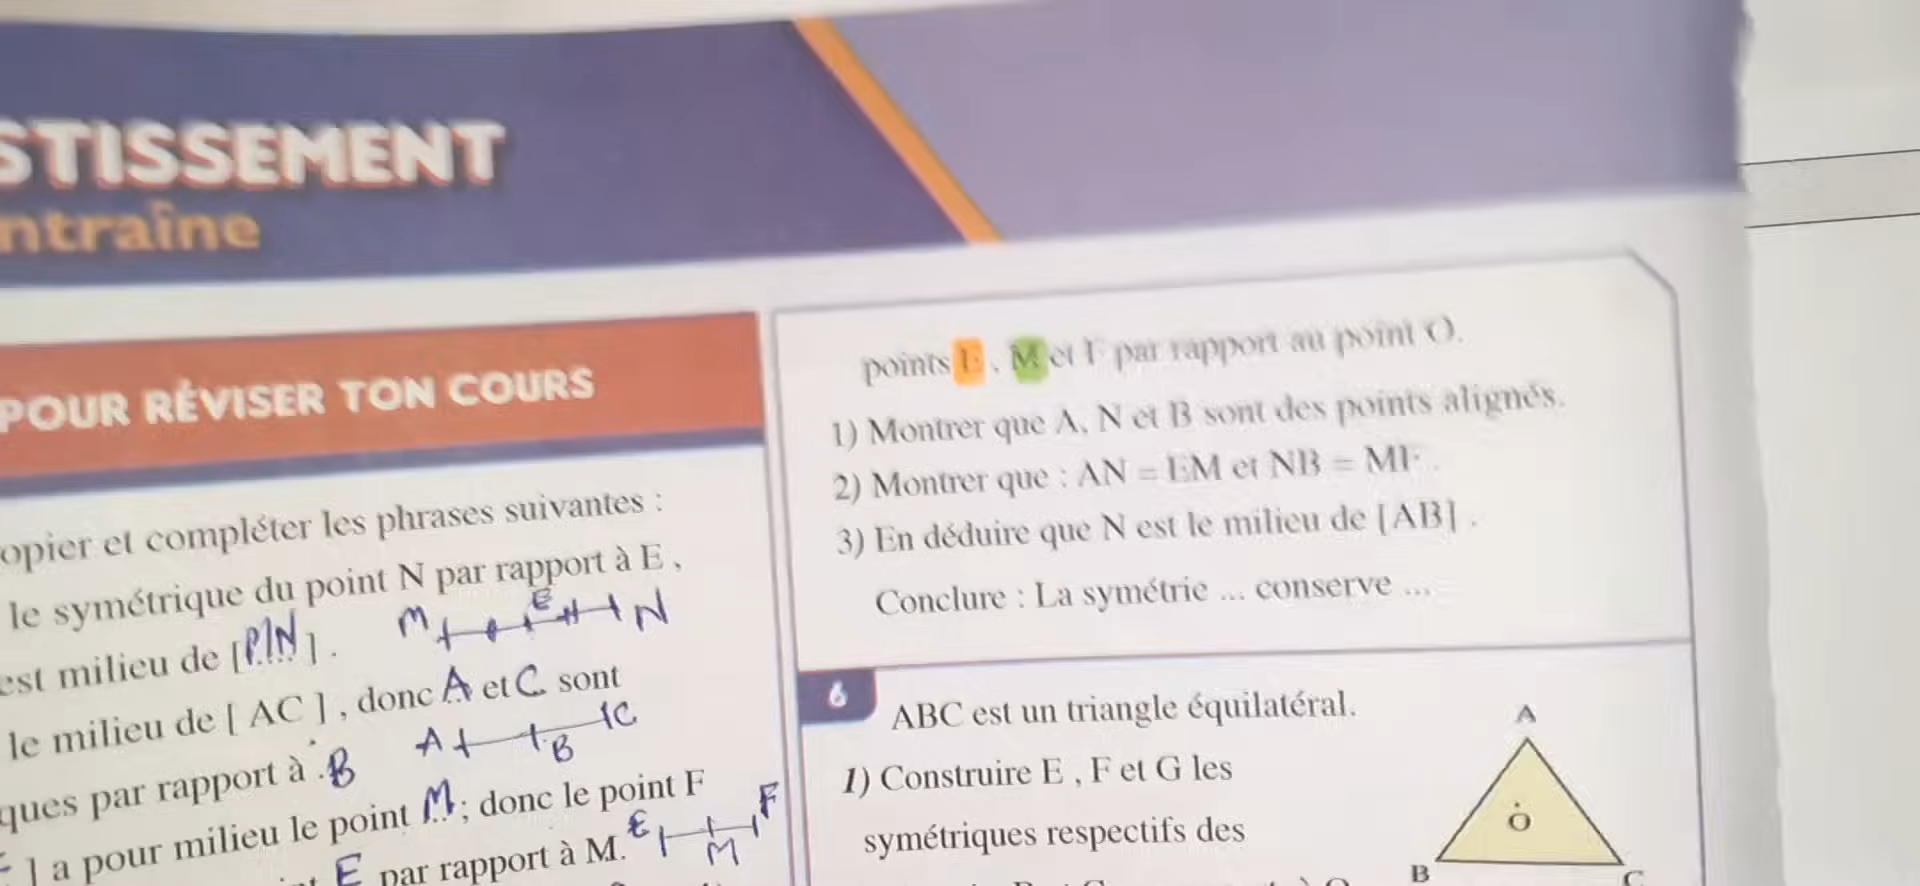 STISSEMENT
ntraîne
POUR RÉVISER TON COURS
opier et compléter les phrases suivantes :
le symétrique du point N par rapport à E ,
M E N
est milieu de [ ] .
le milieu de [ AC ] , donc A et C sont
A B C
ques par rapport à B
] a pour milieu le point M ; donc le point F
E M F
E par rapport à M.
points E , M et F par rapport au point O.
1) Montrer que A, N et B sont des points alignés.
2) Montrer que : AN = EM et NB = MF .
3) En déduire que N est le milieu de [AB] .
Conclure : La symétrie ... conserve ...
6
ABC est un triangle équilatéral.
1) Construire E , F et G les
symétriques respectifs des
A
O
B
C